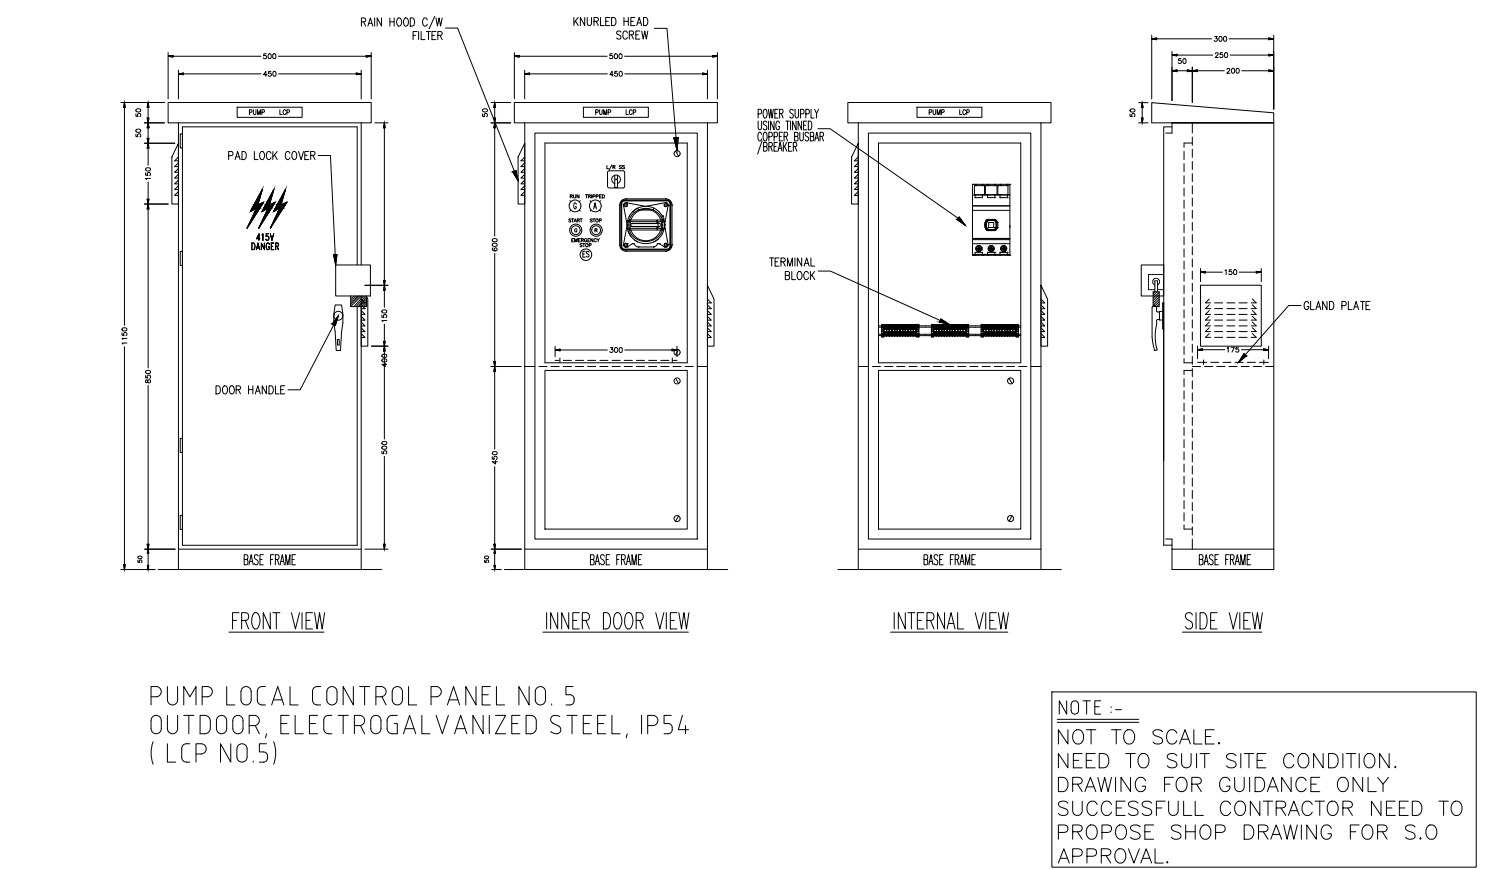 RAIN HOOD C/W
FILTER
KNURLED HEAD
SCREW
500
450
500
450
300
250
50
200
50
50
150
850
1150
50
PUMP LCP
PAD LOCK COVER
415V
DANGER
DOOR HANDLE
150
400
500
BASE FRAME
FRONT VIEW
50
600
450
50
PUMP LCP
L/R SS
RUN TRIPPED
G A
START STOP
G R
EMERGENCY
STOP
ES
300
BASE FRAME
INNER DOOR VIEW
POWER SUPPLY
USING TINNED
COPPER BUSBAR
/BREAKER
TERMINAL
BLOCK
PUMP LCP
BASE FRAME
INTERNAL VIEW
50
150
GLAND PLATE
175
BASE FRAME
SIDE VIEW
PUMP LOCAL CONTROL PANEL NO. 5
OUTDOOR, ELECTROGALVANIZED STEEL, IP54
( LCP NO.5)
NOTE :-
NOT TO SCALE.
NEED TO SUIT SITE CONDITION.
DRAWING FOR GUIDANCE ONLY
SUCCESSFULL CONTRACTOR NEED TO
PROPOSE SHOP DRAWING FOR S.O
APPROVAL.